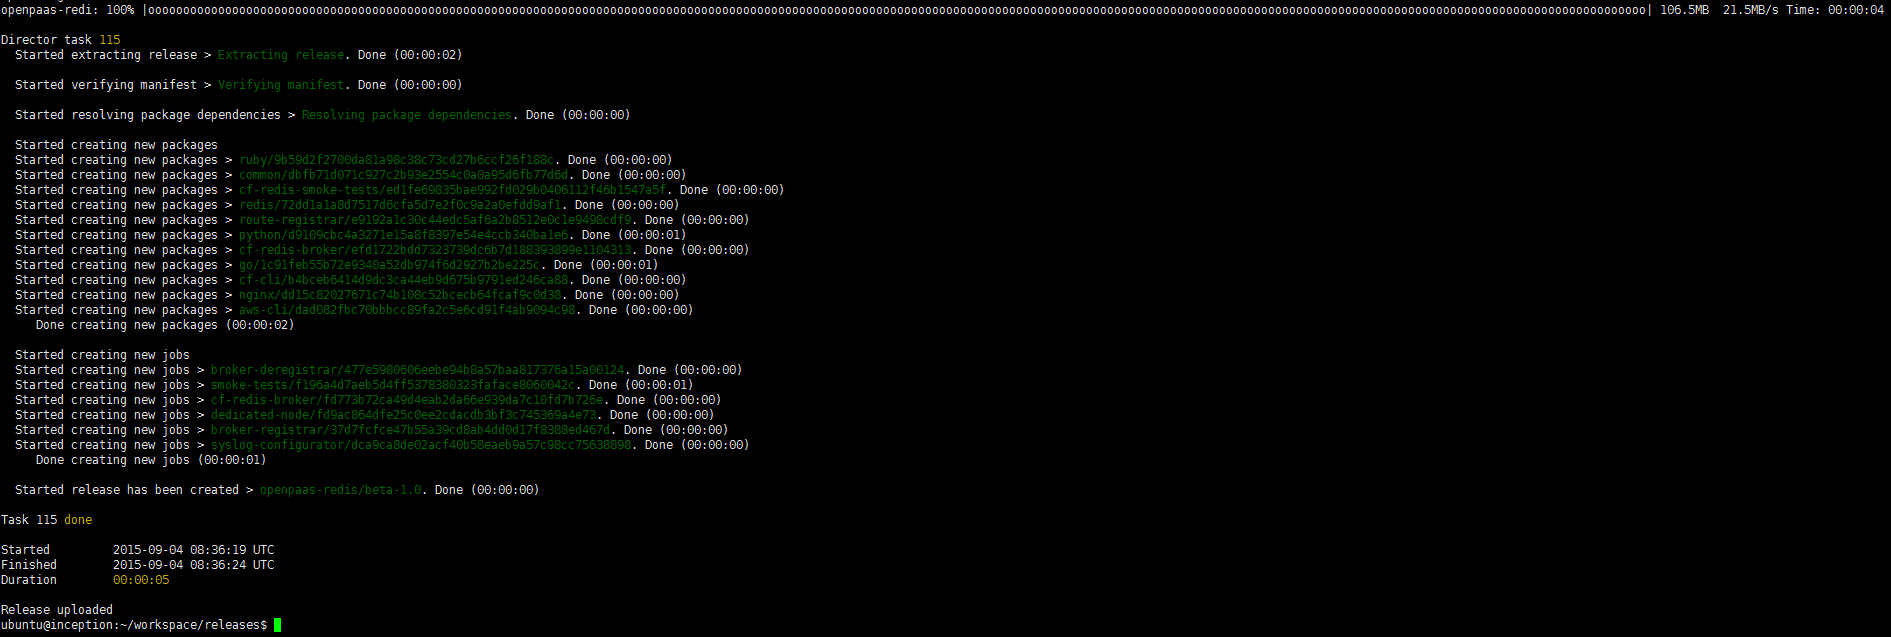 openpaas-redi: 100% |oooooooooooooooooooooooooooooooooooooooooooooooooooooooooooooooooooooooooooooooooooooooooooooooooooooooooooooooooooooooooooooooooooooooooooooooooooooooooooooooooooooooooooooooooooooooooooooooooooooooooooooooooooooo| 106.5MB  21.5MB/s Time: 00:00:04
Director task 115
Started extracting release > Extracting release. Done (00:00:02)
Started verifying manifest > Verifying manifest. Done (00:00:00)
Started resolving package dependencies > Resolving package dependencies. Done (00:00:00)
Started creating new packages
Started creating new packages > ruby/9b59d2f2700da81a98c38c73cd27b6ccf26f188c. Done (00:00:00)
Started creating new packages > common/dbfb71d071c927c2b93e2554c0a0a95d6fb77d6d. Done (00:00:00)
Started creating new packages > cf-redis-smoke-tests/ed1fe69835bae992fd029b0406112f46b1547a5f. Done (00:00:00)
Started creating new packages > redis/72dd1a1a8d7517d6cfa5d7e2f0c9a2a0efdd9af1. Done (00:00:00)
Started creating new packages > route-registrar/e9192a1c30c44edc5af6a2b8512e0c1e9498cdf9. Done (00:00:00)
Started creating new packages > python/d9109cbc4a3271e15a8f8397e54e4ccb340ba1e6. Done (00:00:01)
Started creating new packages > cf-redis-broker/efd1722bdd7323739dc6b7d188393899e1104313. Done (00:00:00)
Started creating new packages > go/1c91feb55b72e9340a52db974f6d2927b2be225c. Done (00:00:01)
Started creating new packages > cf-cli/b4bceb6414d9dc3ca44eb9d675b9791ed246ca88. Done (00:00:00)
Started creating new packages > nginx/dd15c82027671c74b108c52bcecb64fcaf9c0d38. Done (00:00:00)
Started creating new packages > aws-cli/dad082fbc70bbbcc89fa2c5e6cd91f4ab9094c98. Done (00:00:00)
Done creating new packages (00:00:02)
Started creating new jobs
Started creating new jobs > broker-deregistrar/477e5980606eebe94b8a57baa817376a15a00124. Done (00:00:00)
Started creating new jobs > smoke-tests/f196a4d7aeb5d4ff5378380323faface8060042c. Done (00:00:01)
Started creating new jobs > cf-redis-broker/fd773b72ca49d4eab2da66e939da7c10fd7b726e. Done (00:00:00)
Started creating new jobs > dedicated-node/fd9ac864dfe25c0ee2cdacdb3bf3c745369a4e73. Done (00:00:00)
Started creating new jobs > broker-registrar/37d7fcfce47b55a39cd8ab4dd0d17f8388ed467d. Done (00:00:00)
Started creating new jobs > syslog-configurator/dca9ca8de02acf40b58eaeb9a57c98cc75638898. Done (00:00:00)
Done creating new jobs (00:00:01)
Started release has been created > openpaas-redis/beta-1.0. Done (00:00:00)
Task 115 done
Started 2015-09-04 08:36:19 UTC
Finished 2015-09-04 08:36:24 UTC
Duration 00:00:05
Release uploaded
ubuntu@inception:~/workspace/releases$